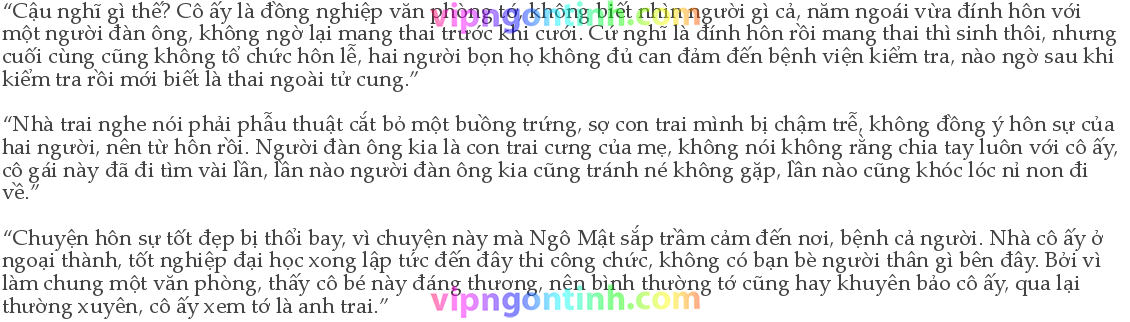 “Cậu nghĩ gì thế? Cô ấy là đồng nghiệp văn phòng tớ, không biết nhìn người gì cả, năm ngoái vừa đính hôn với
một người đàn ông, không ngờ lại mang thai trước khi cưới. Cứ nghĩ là đính hôn rồi mang thai thì sinh thôi, nhưng
cuối cùng cũng không tổ chức hôn lễ, hai người bọn họ không đủ can đảm đến bệnh viện kiểm tra, nào ngờ sau khi
kiểm tra rồi mới biết là thai ngoài tử cung.”
“Nhà trai nghe nói phải phẫu thuật cắt bỏ một buồng trứng, sợ con trai mình bị chậm trễ, không đồng ý hôn sự của
hai người, nên từ hôn rồi. Người đàn ông kia là con trai cưng của mẹ, không nói không rằng chia tay luôn với cô ấy,
cô gái này đã đi tìm vài lần, lần nào người đàn ông kia cũng tránh né không gặp, lần nào cũng khóc lóc nỉ non đi
về.”
“Chuyện hôn sự tốt đẹp bị thổi bay, vì chuyện này mà Ngô Mật sắp trầm cảm đến nơi, bệnh cả người. Nhà cô ấy ở
ngoại thành, tốt nghiệp đại học xong lập tức đến đây thi công chức, không có bạn bè người thân gì bên đây. Bởi vì
làm chung một văn phòng, thấy cô bé này đáng thương, nên bình thường tớ cũng hay khuyên bảo cô ấy, qua lại
thường xuyên, cô ấy xem tớ là anh trai.”
vipngontinh.com
vipngontinh.com